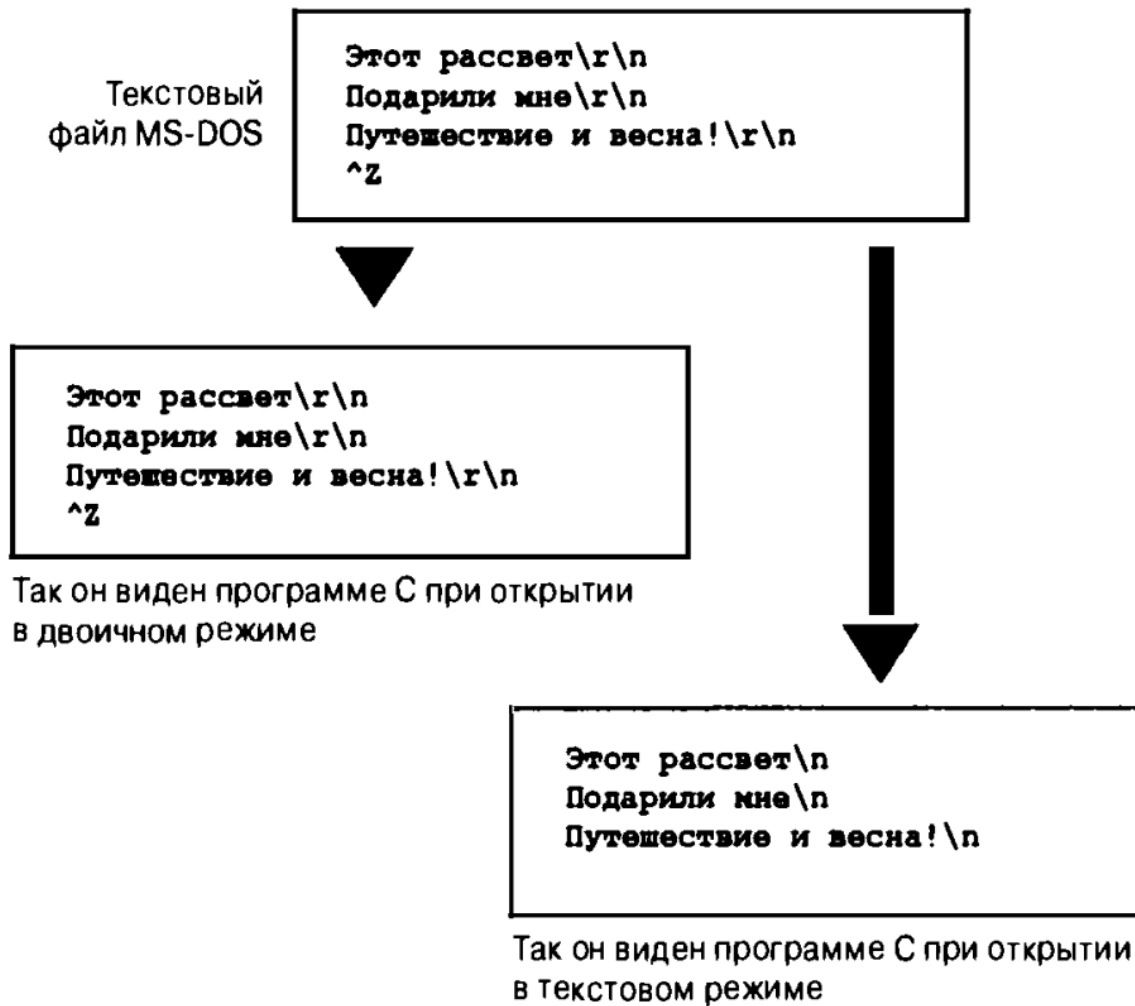 Текстовый
файл MS-DOS
Этот рассвет\r\n
Подарили мне\r\n
Путешествие и весна!\r\n
^Z
Этот рассвет\r\n
Подарили мне\r\n
Путешествие и весна!\r\n
^Z
Так он виден программе C при открытии
в двоичном режиме
Этот рассвет\n
Подарили мне\n
Путешествие и весна!\n
Так он виден программе C при открытии
в текстовом режиме